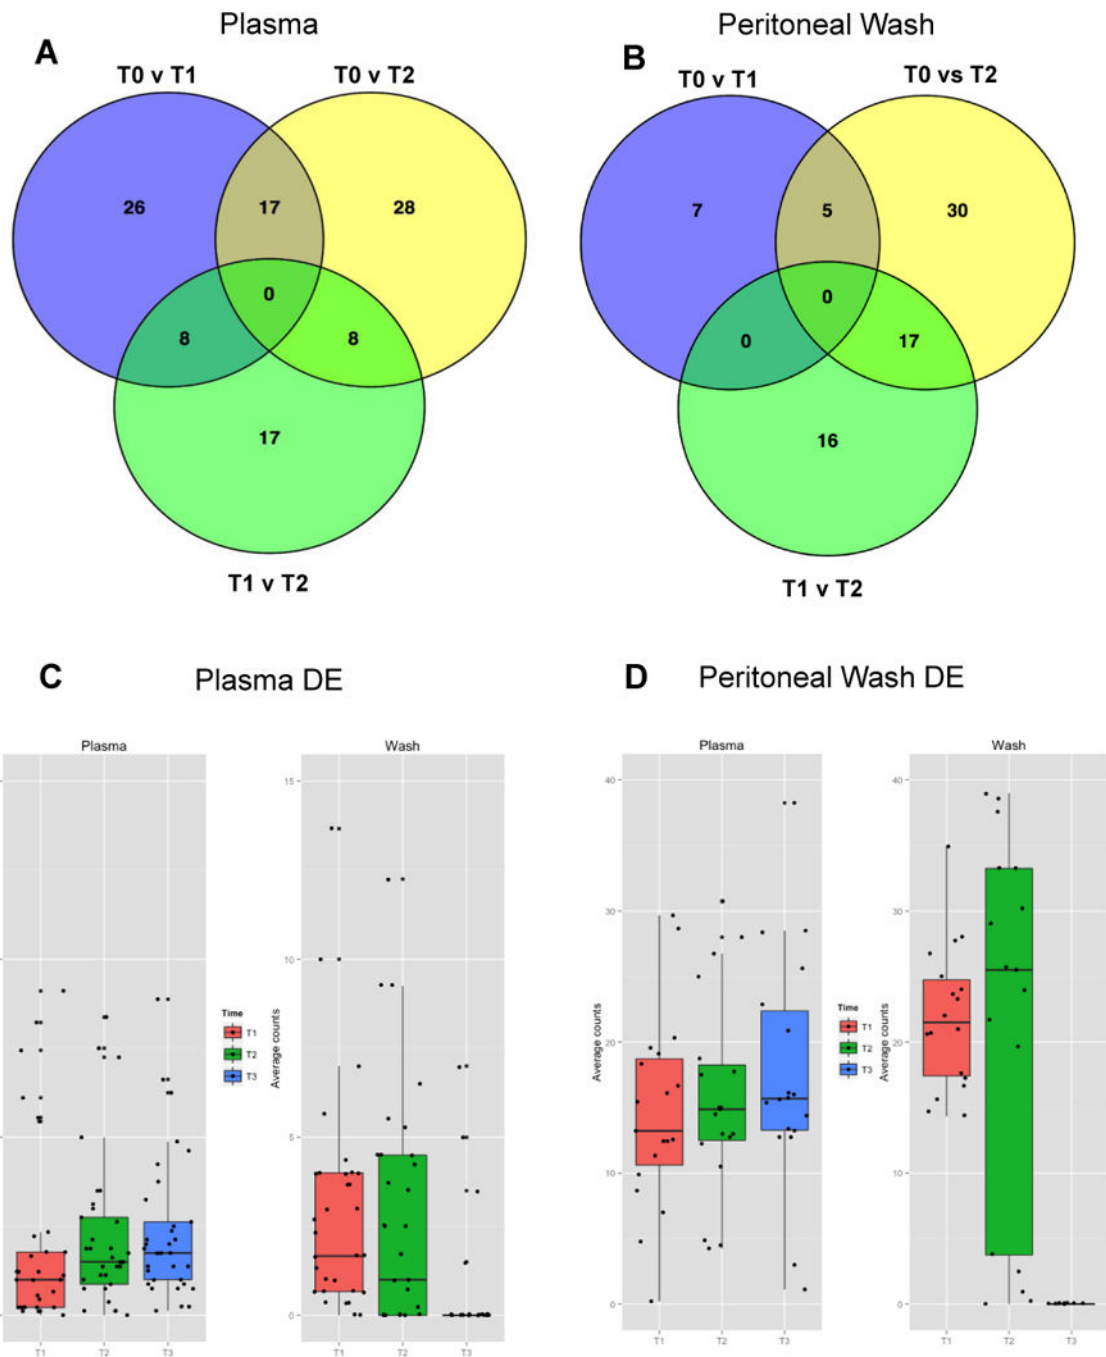 Plasma
Peritoneal Wash
A
B
T0 v T1
T0 v T2
T0 v T1
T0 vs T2
26
17
28
0
8
8
17
7
5
30
0
0
17
16
T1 v T2
T1 v T2
C
Plasma DE
D
Peritoneal Wash DE
Plasma
Wash
Plasma
Wash
15
10
5
0
Average counts
Time
T1
T2
T3
T1
T2
T3
T1
T2
T3
40
30
20
10
0
Average counts
Time
T1
T2
T3
40
30
20
10
0
Average counts
T1
T2
T3
T1
T2
T3